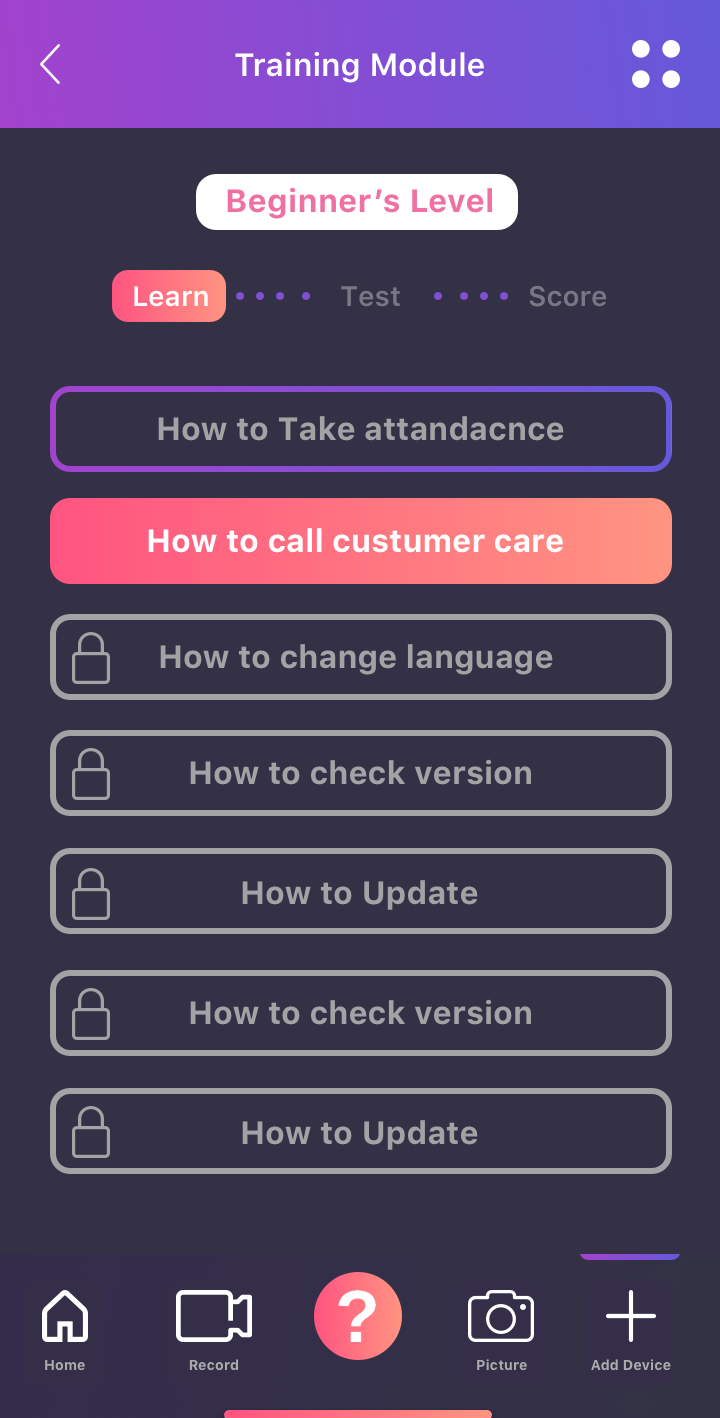 Training Module
Beginner’s Level
Learn Test Score
How to Take attandacnce
How to call custumer care
How to change language
How to check version
How to Update
How to check version
How to Update
?
Home Record Picture Add Device